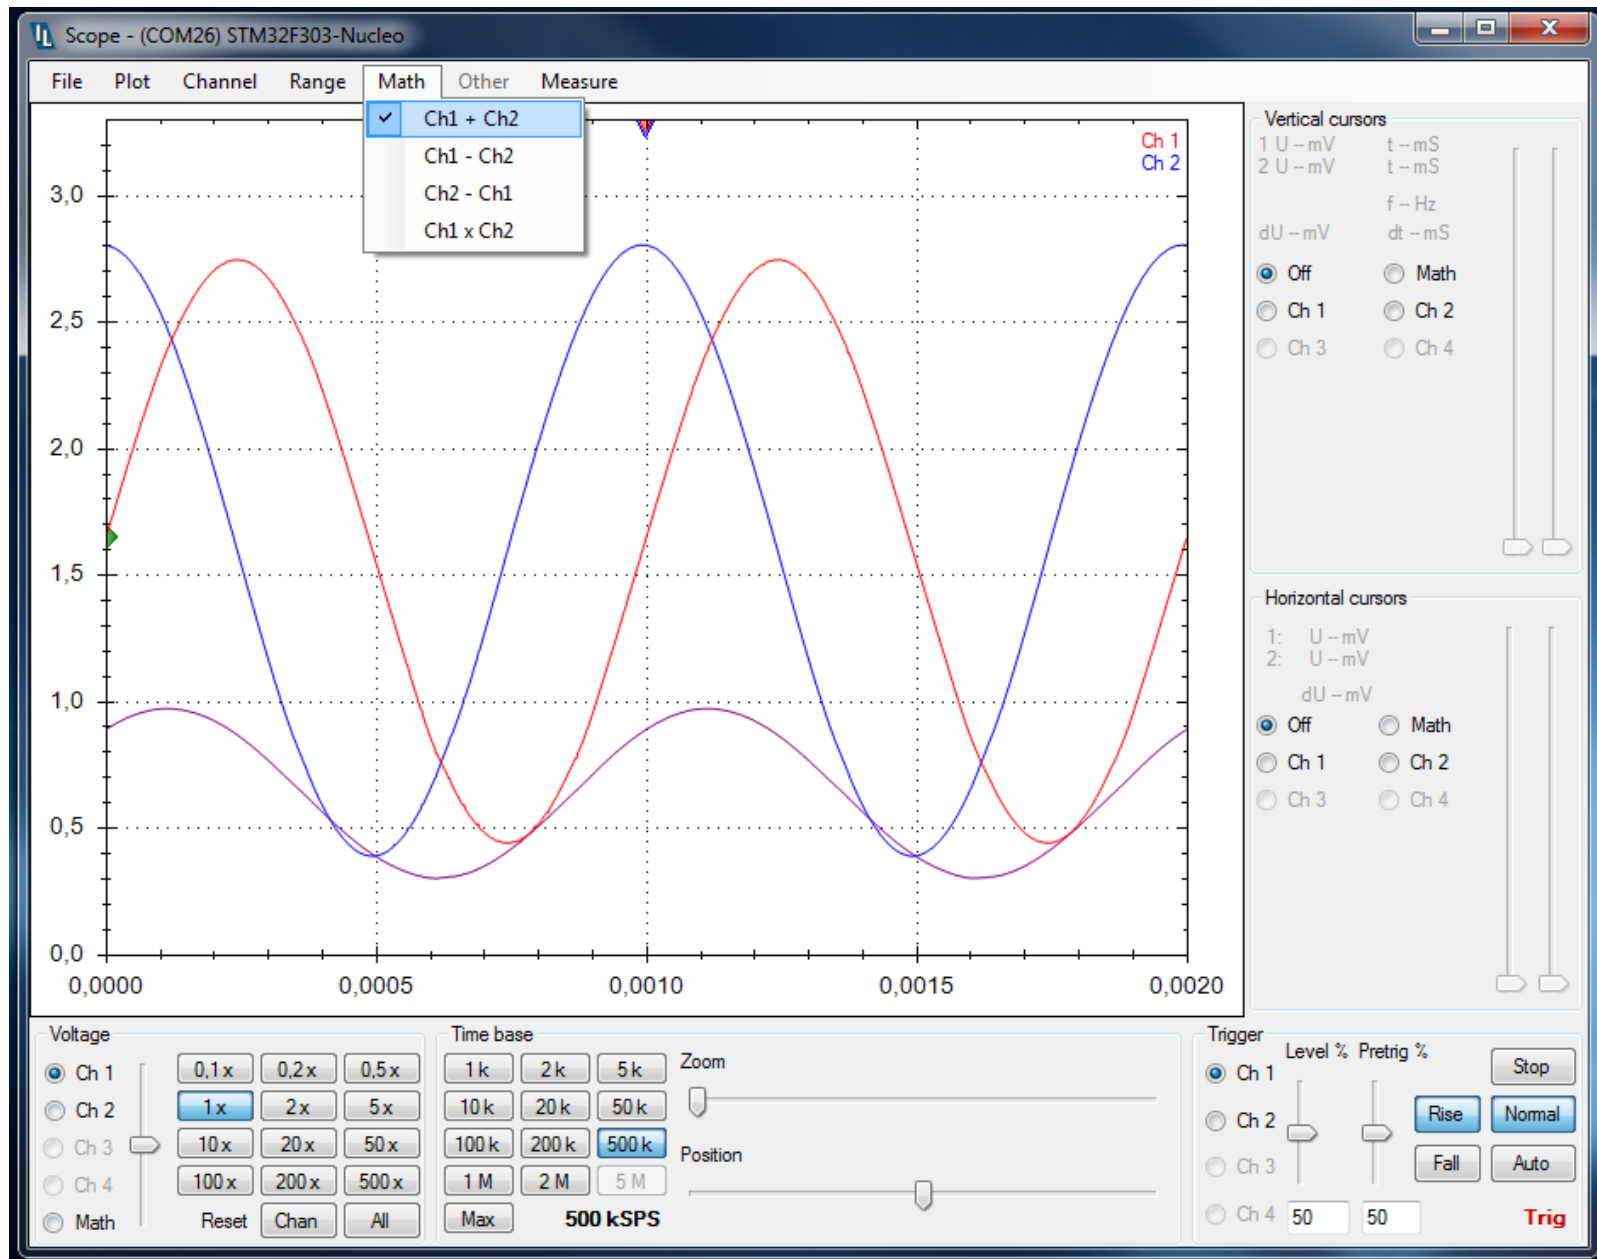 Scope - (COM26) STM32F303-Nucleo
File Plot Channel Range Math Other Measure
Ch1 + Ch2
Ch1 - Ch2
Ch2 - Ch1
Ch1 x Ch2
Ch 1
Ch 2
3,0
2,5
2,0
1,5
1,0
0,5
0,0
0,0000 0,0005 0,0010 0,0015 0,0020
Vertical cursors
1 U -- mV t -- mS
2 U -- mV t -- mS
f -- Hz
dU -- mV dt -- mS
Off Math
Ch 1 Ch 2
Ch 3 Ch 4
Horizontal cursors
1: U -- mV
2: U -- mV
dU -- mV
Off Math
Ch 1 Ch 2
Ch 3 Ch 4
Voltage
Ch 1 0,1 x 0,2 x 0,5 x
Ch 2 1 x 2 x 5 x
Ch 3 10 x 20 x 50 x
Ch 4 100 x 200 x 500 x
Math Reset Chan All
Time base
1 k 2 k 5 k
10 k 20 k 50 k
100 k 200 k 500 k
1 M 2 M 5 M
Max 500 kSPS
Zoom
Position
Trigger
Level % Pretrig %
Ch 1 Stop
Ch 2 Rise Normal
Ch 3 Fall Auto
Ch 4 50 50 Trig